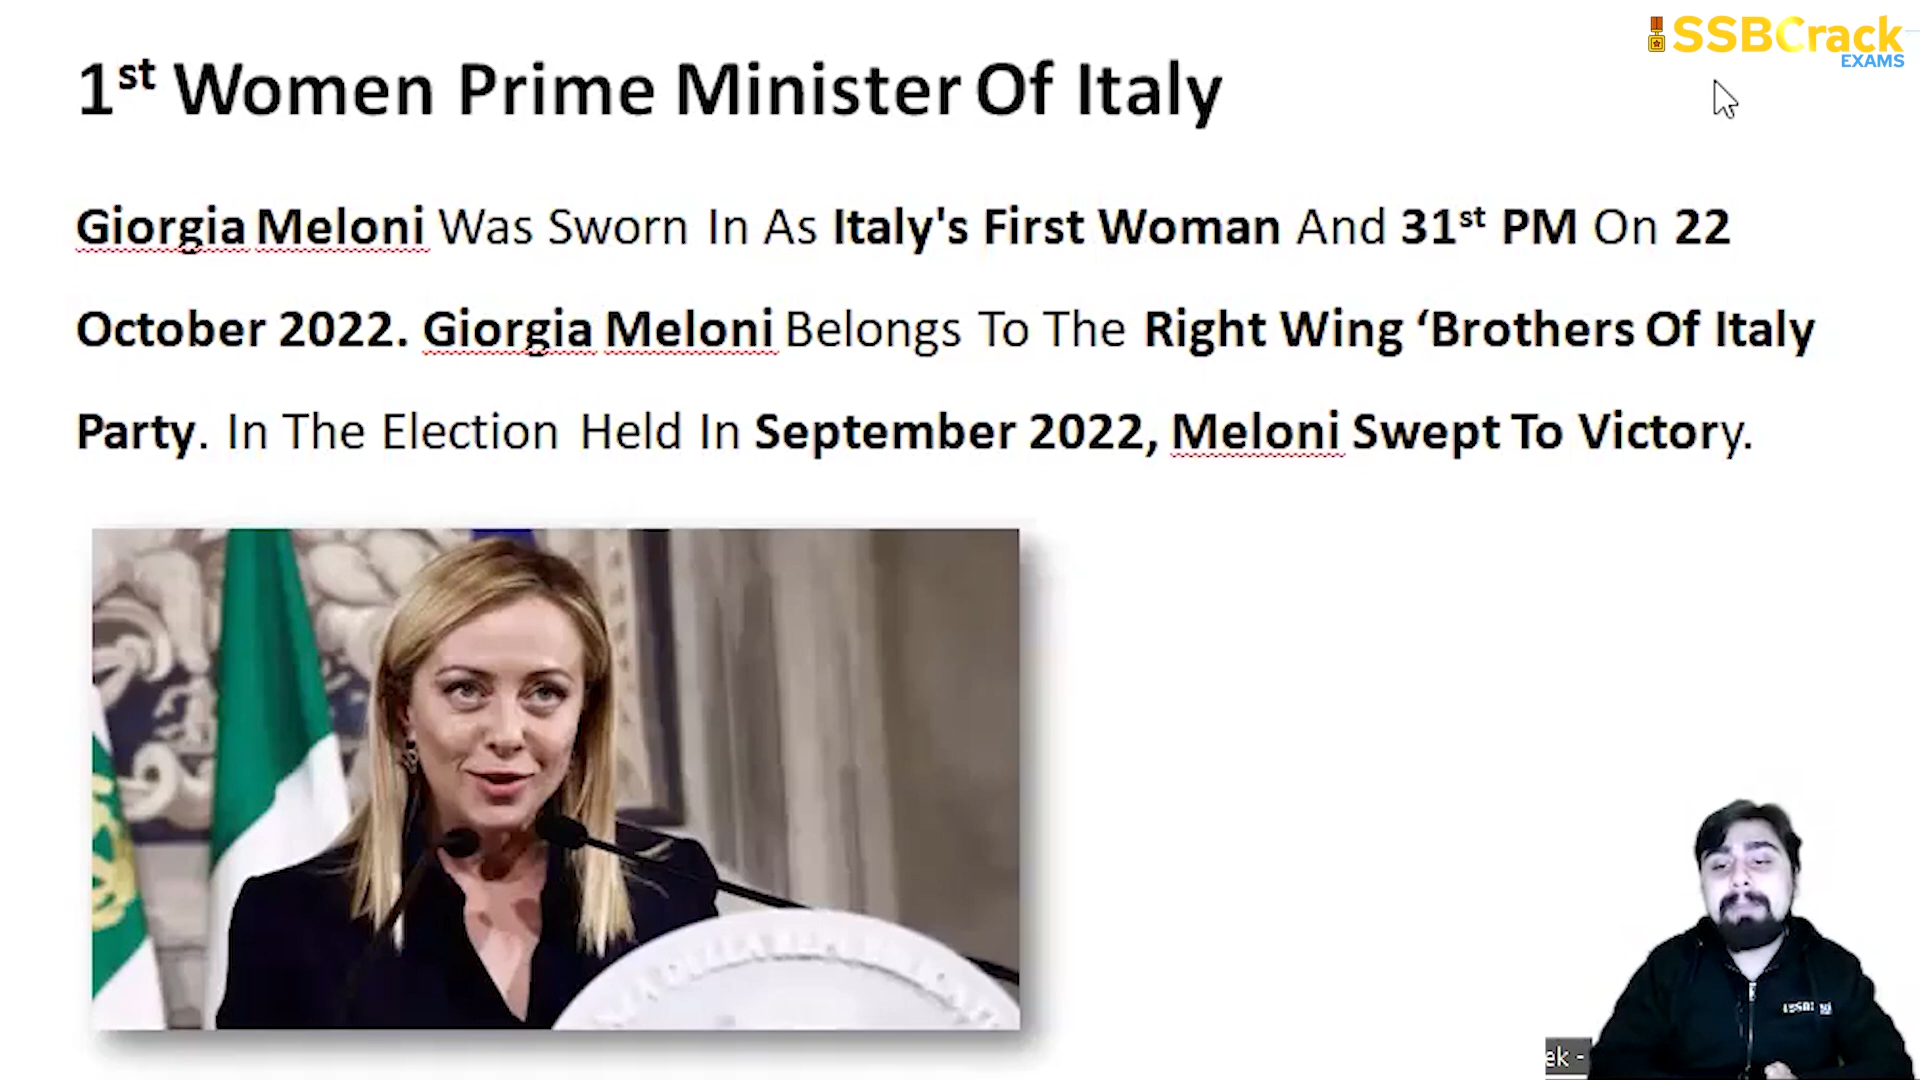 SSBCrack
EXAMS
1st Women Prime Minister Of Italy
Giorgia Meloni Was Sworn In As Italy's First Woman And 31st PM On 22
October 2022. Giorgia Meloni Belongs To The Right Wing ‘Brothers Of Italy
Party. In The Election Held In September 2022, Meloni Swept To Victory.
ek -